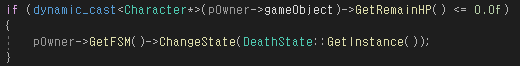 if (dynamic_cast<Character*>(pOwner->gameObject)->GetRemainHP() <= 0.0f)
{
pOwner->GetFSM()->ChangeState(DeathState::GetInstance());
}